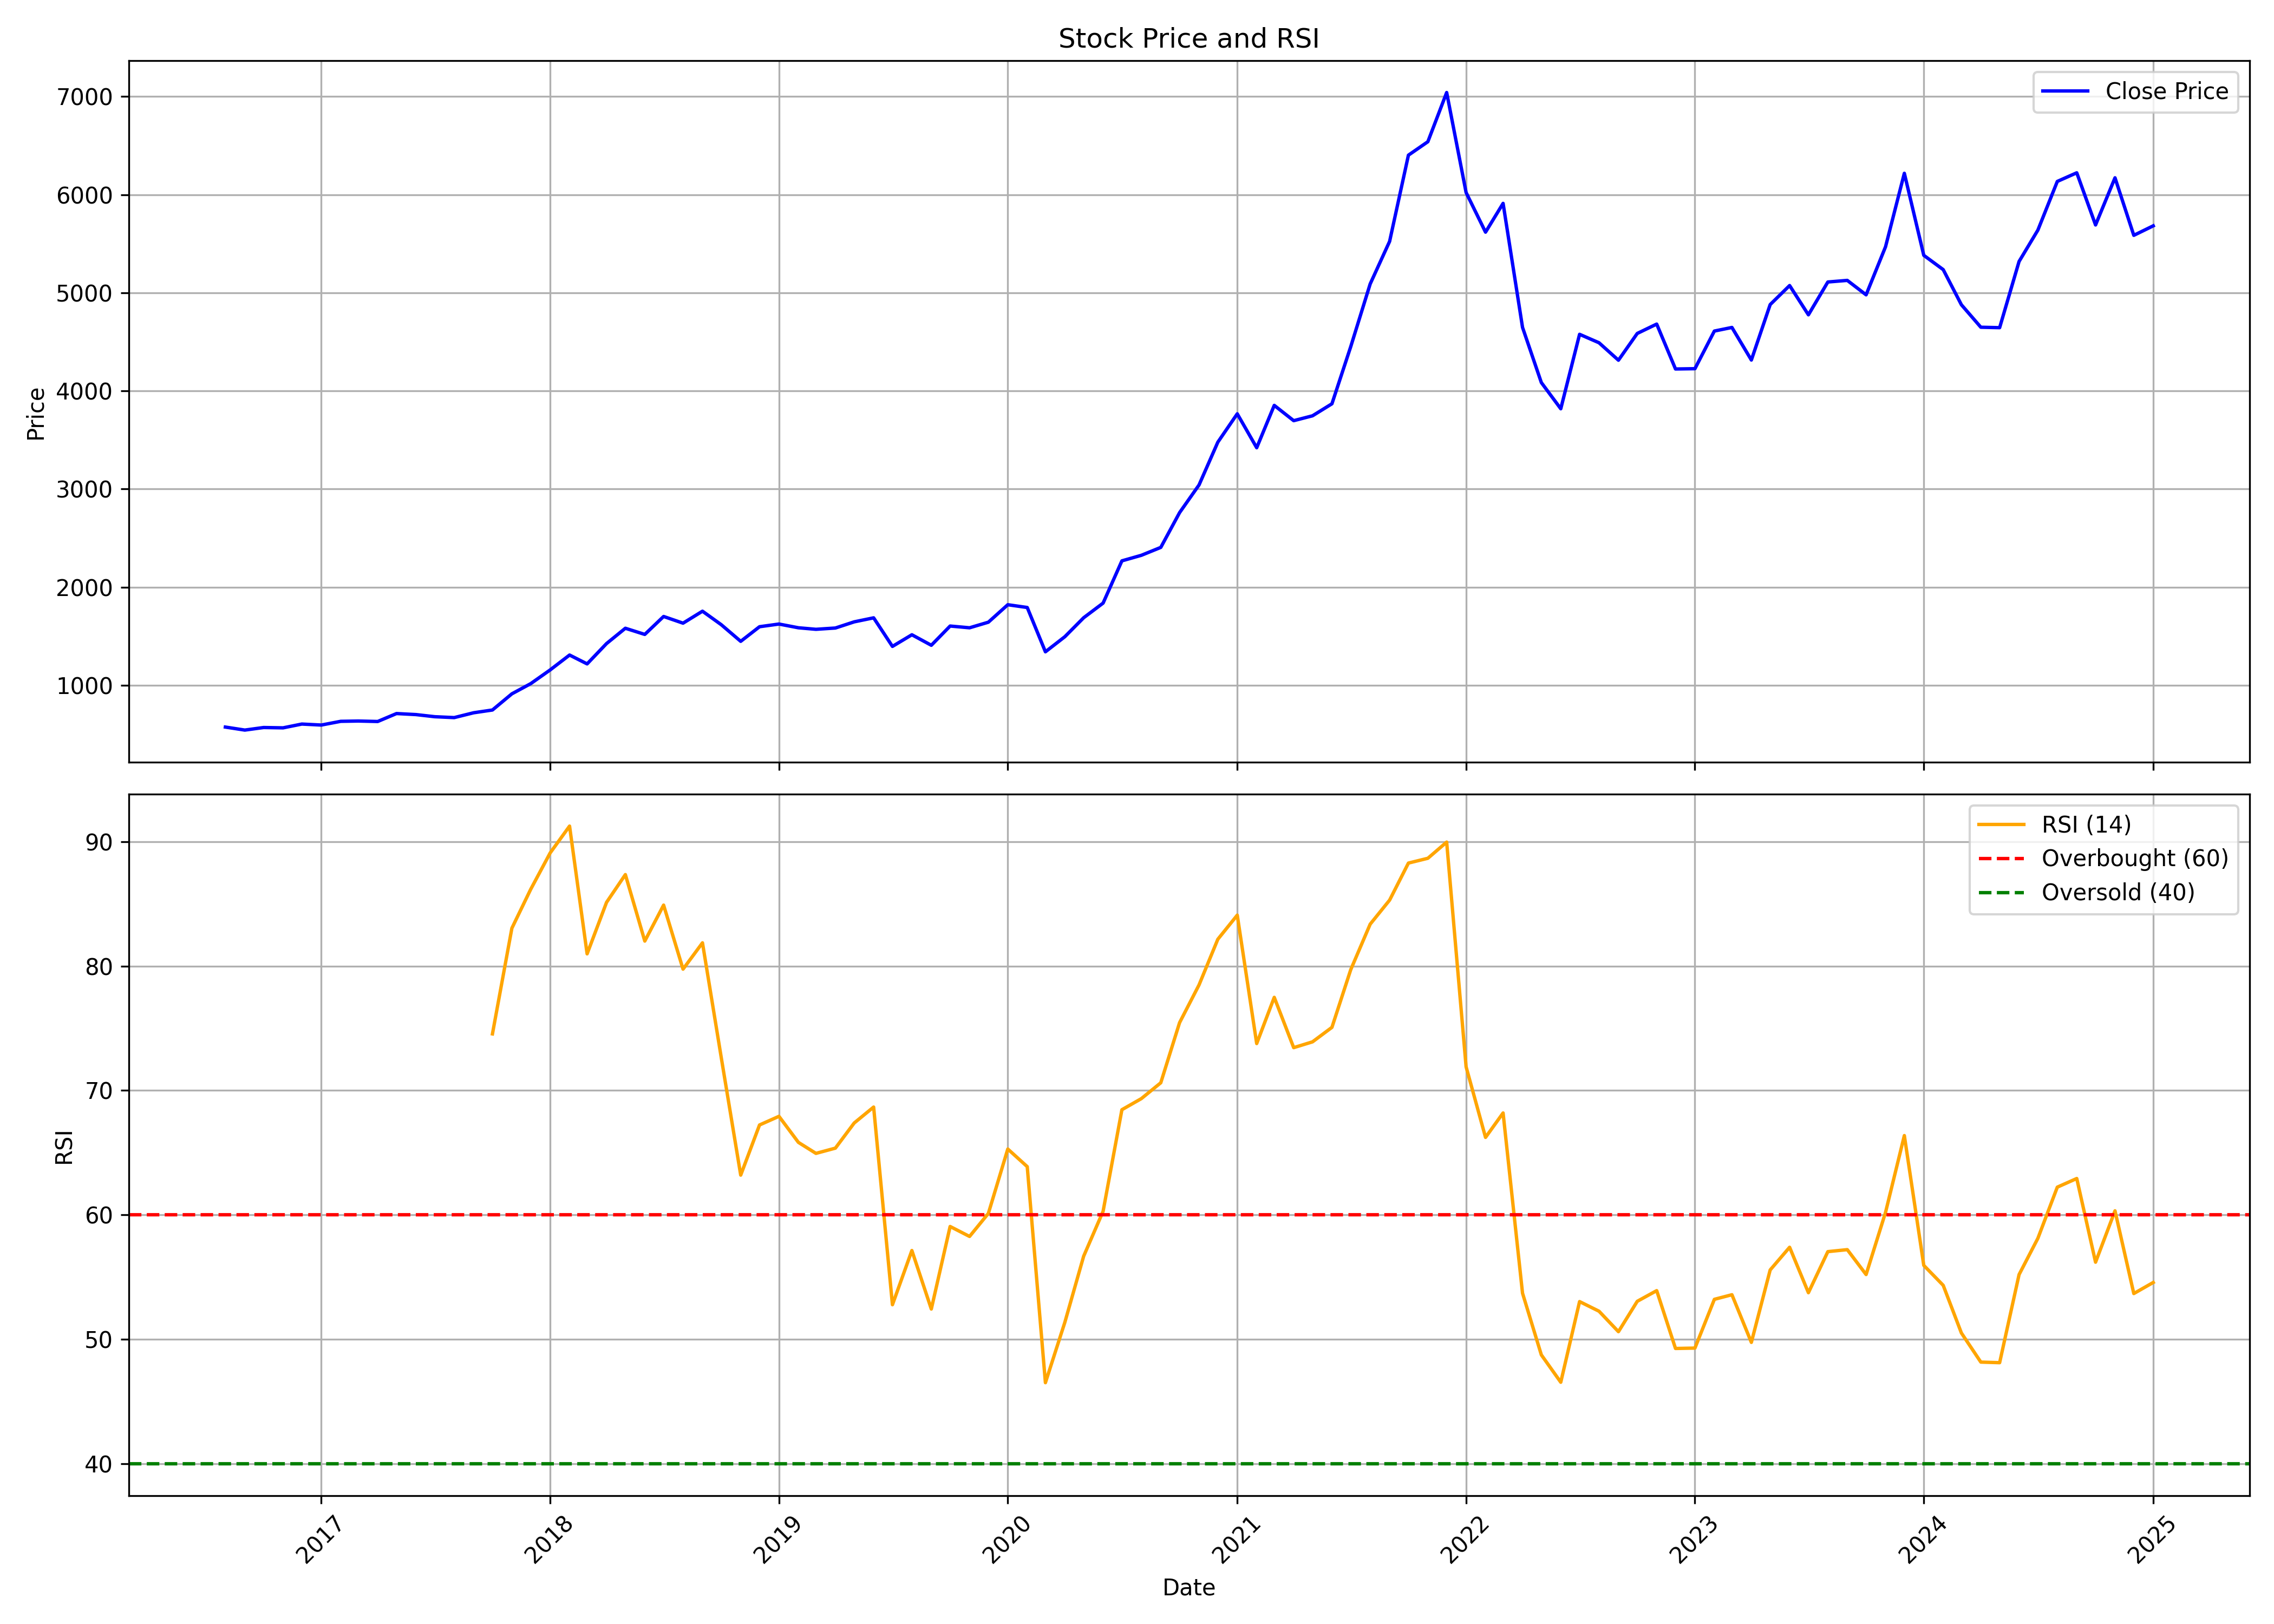 Stock Price and RSI
7000
6000
5000
4000
3000
2000
1000
Price
Close Price
90
80
70
60
50
40
RSI
RSI (14)
Overbought (60)
Oversold (40)
2017
2018
2019
2020
2021
2022
2023
2024
2025
Date